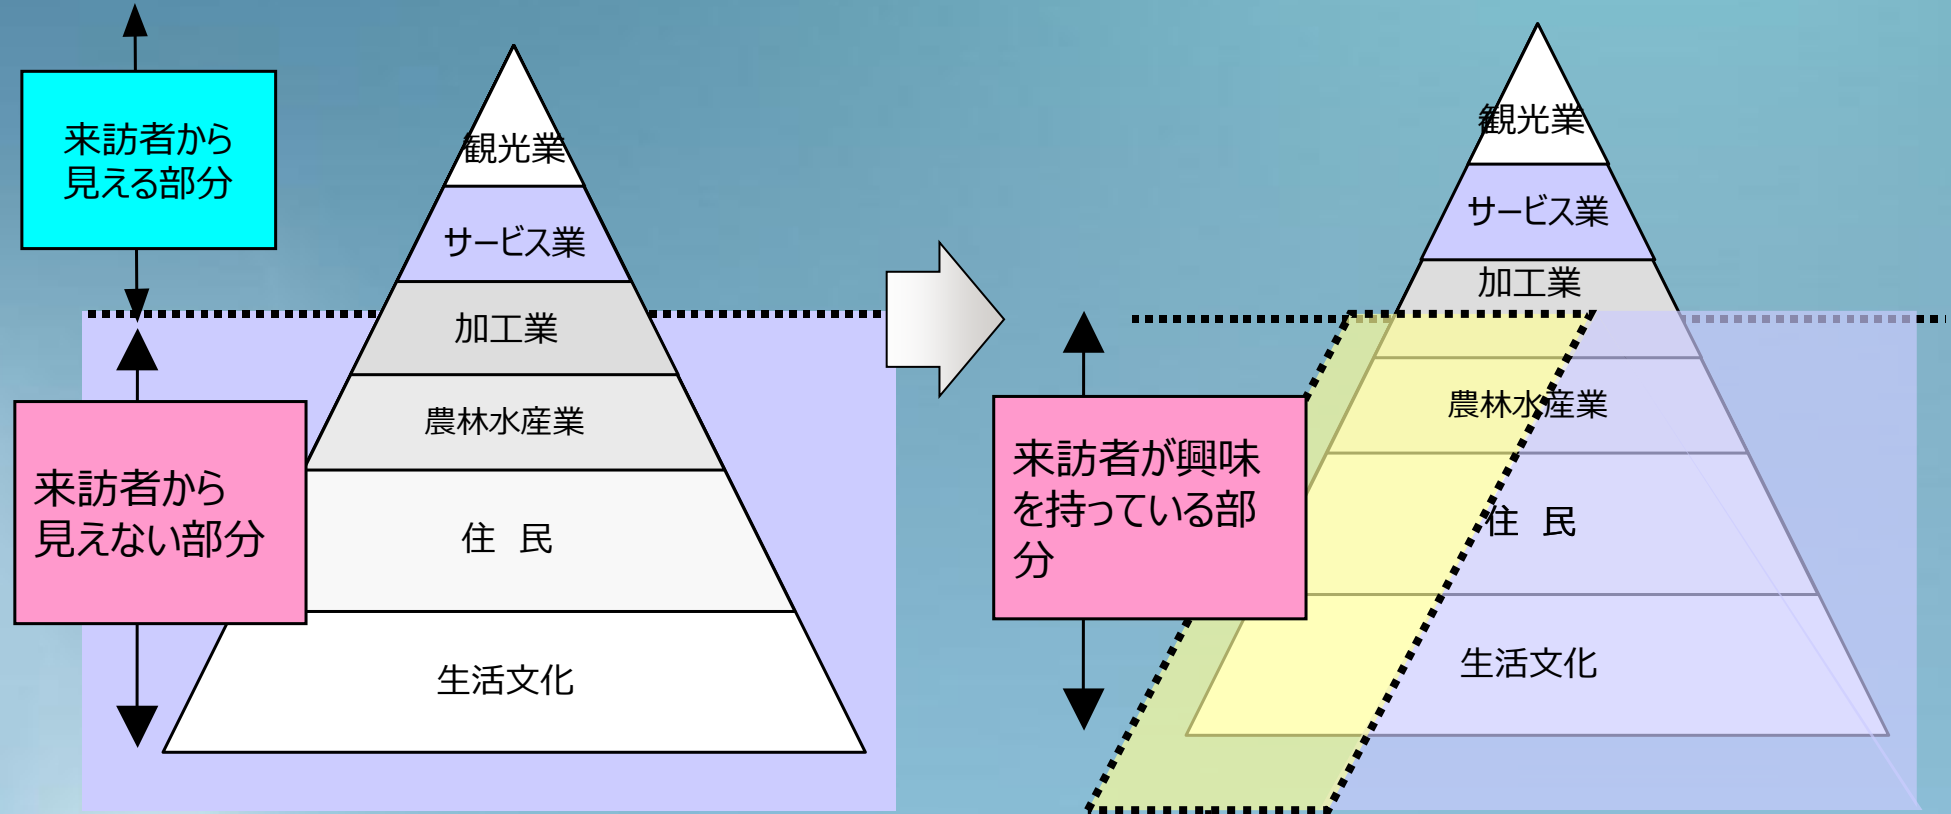 来訪者から
見える部分
観光業
サービス業
加工業
農林水産業
住　民
生活文化
来訪者から
見えない部分
観光業
サービス業
加工業
農林水産業
住　民
生活文化
来訪者が興味
を持っている部
分